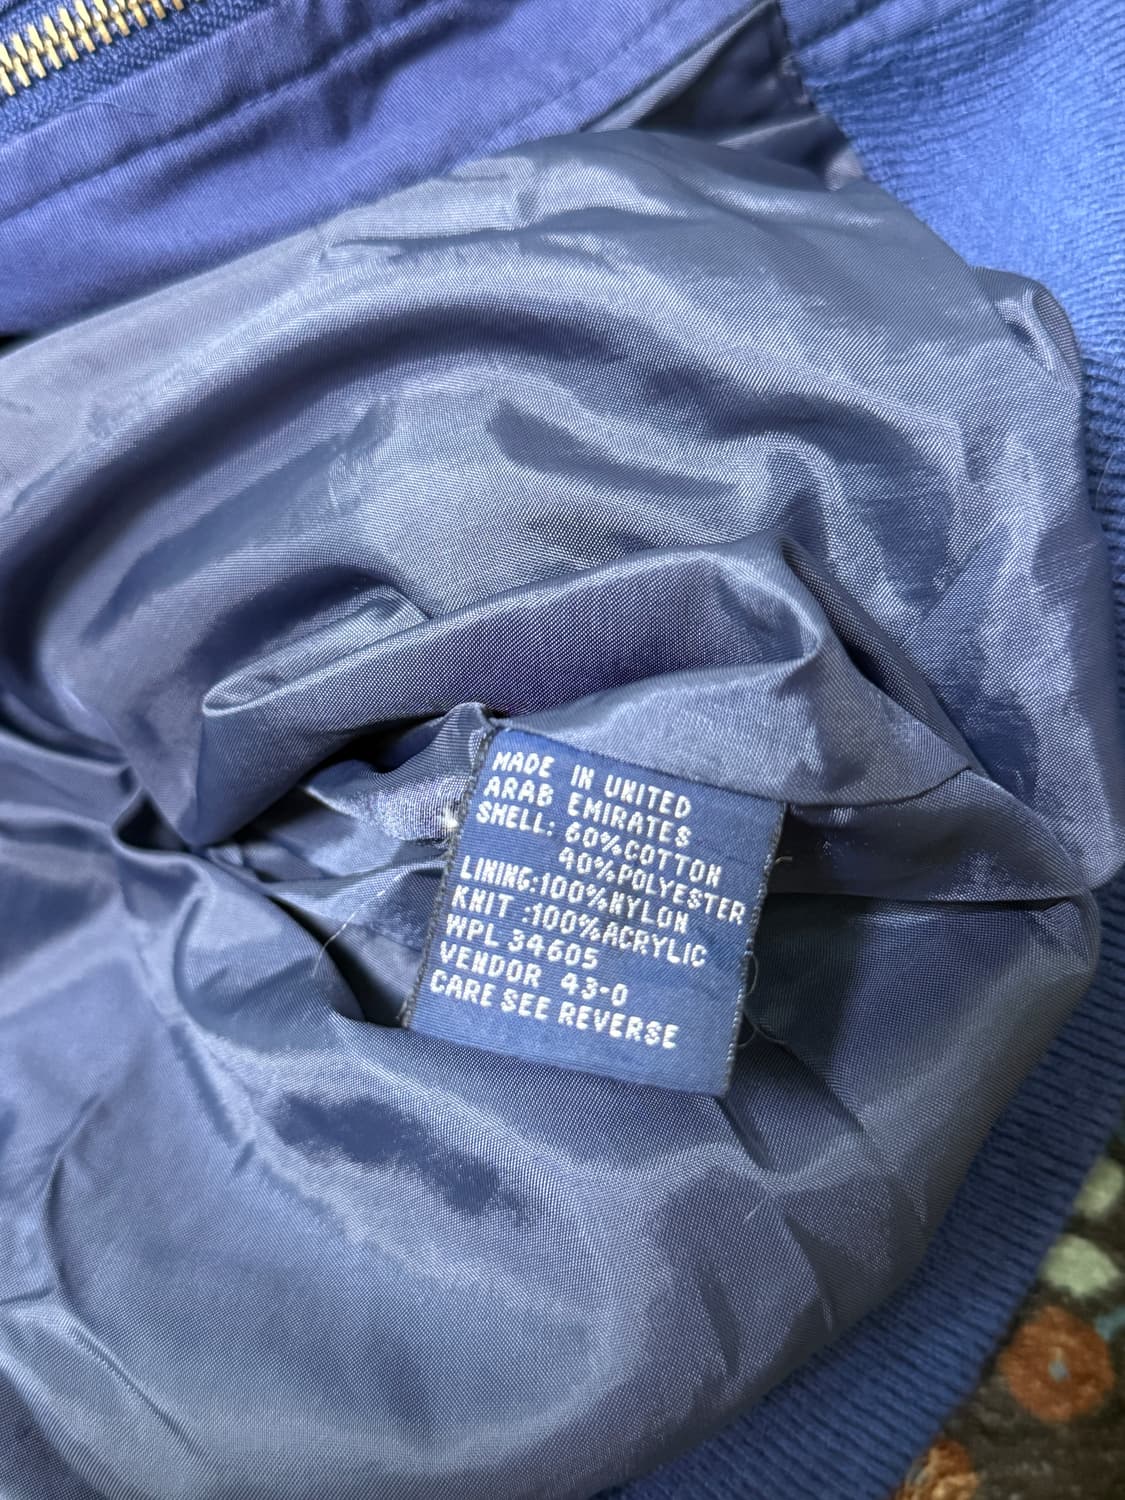 MADE IN UNITED
ARAB EMIRATES
SHELL: 60%COTTON
40%POLYESTER
LINING:100%NYLON
KNIT :100%ACRYLIC
WPL 34605
VENDOR 43-0
CARE SEE REVERSE